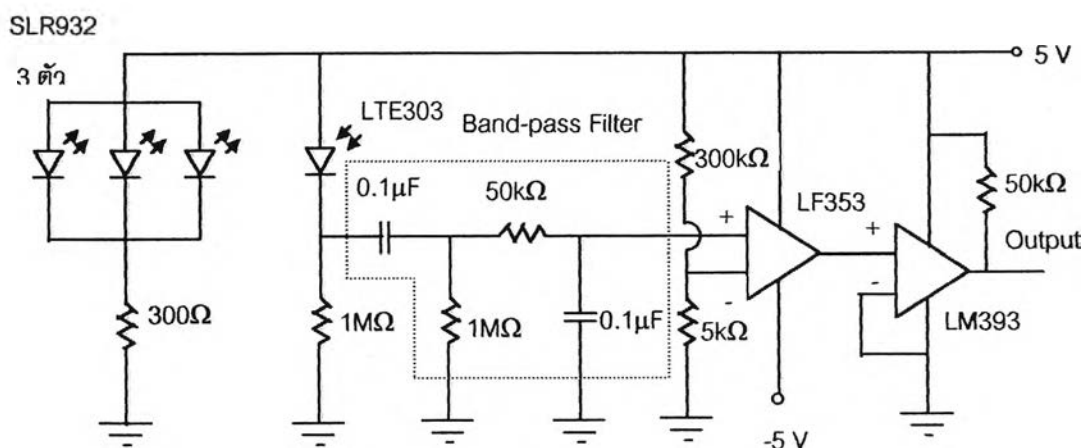 SLR932
3 ตัว
5 V
LTE303
Band-pass Filter
0.1µF
50kΩ
300kΩ
LF353
50kΩ
Output
+
+
-
-
300Ω
1MΩ
1MΩ
0.1µF
5kΩ
LM393
-5 V